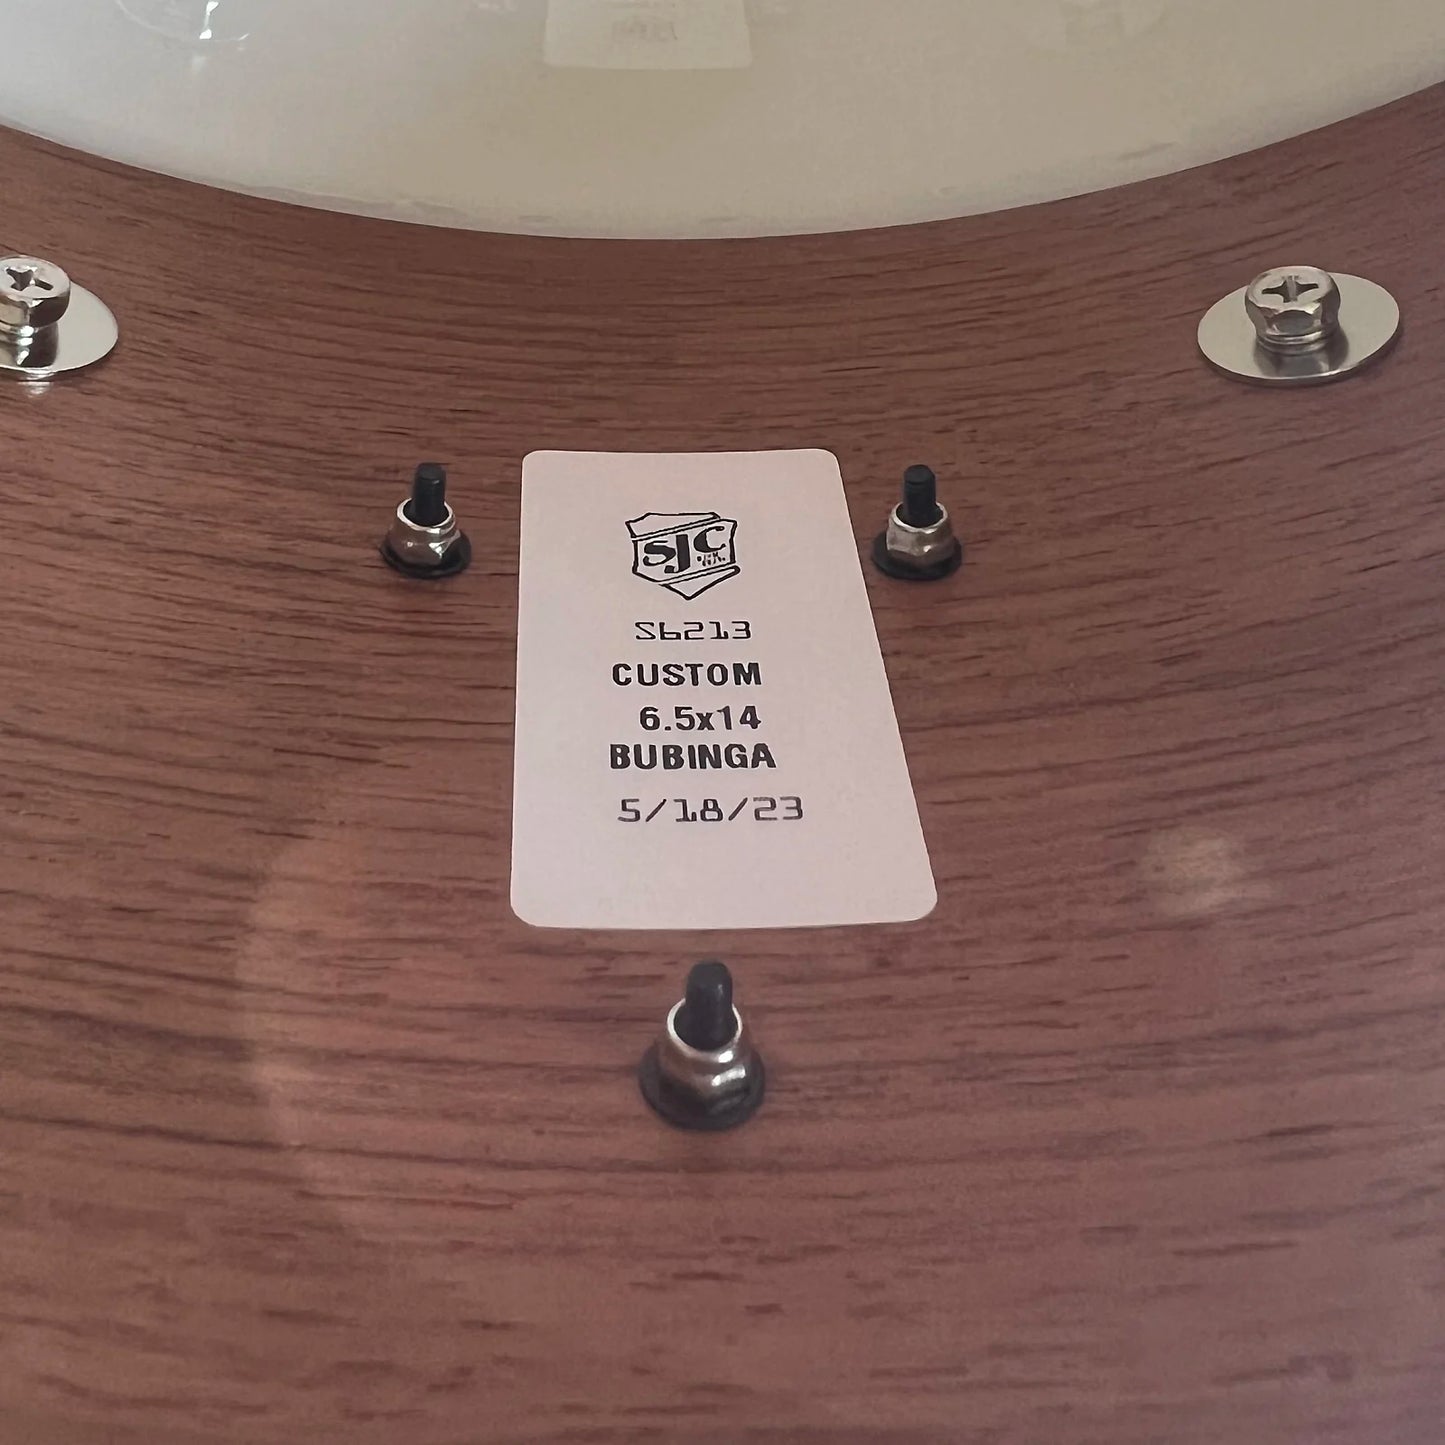 SJC
S6213
CUSTOM
6.5x14
BUBINGA
5/18/23